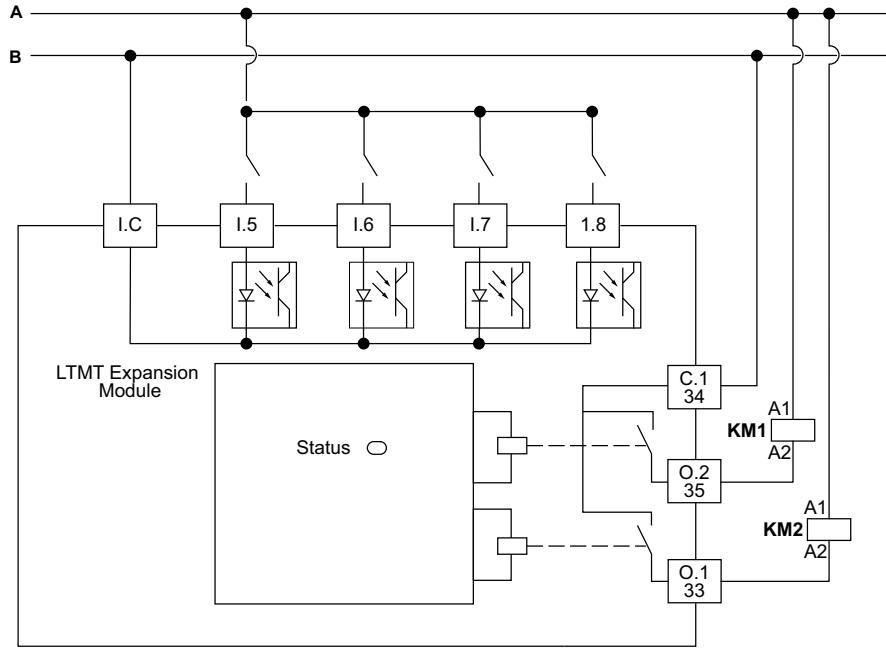 A
B
I.C
I.5
I.6
I.7
1.8
LTMT Expansion
Module
Status
C.1
34
O.2
35
O.1
33
A1
KM1
A2
A1
KM2
A2